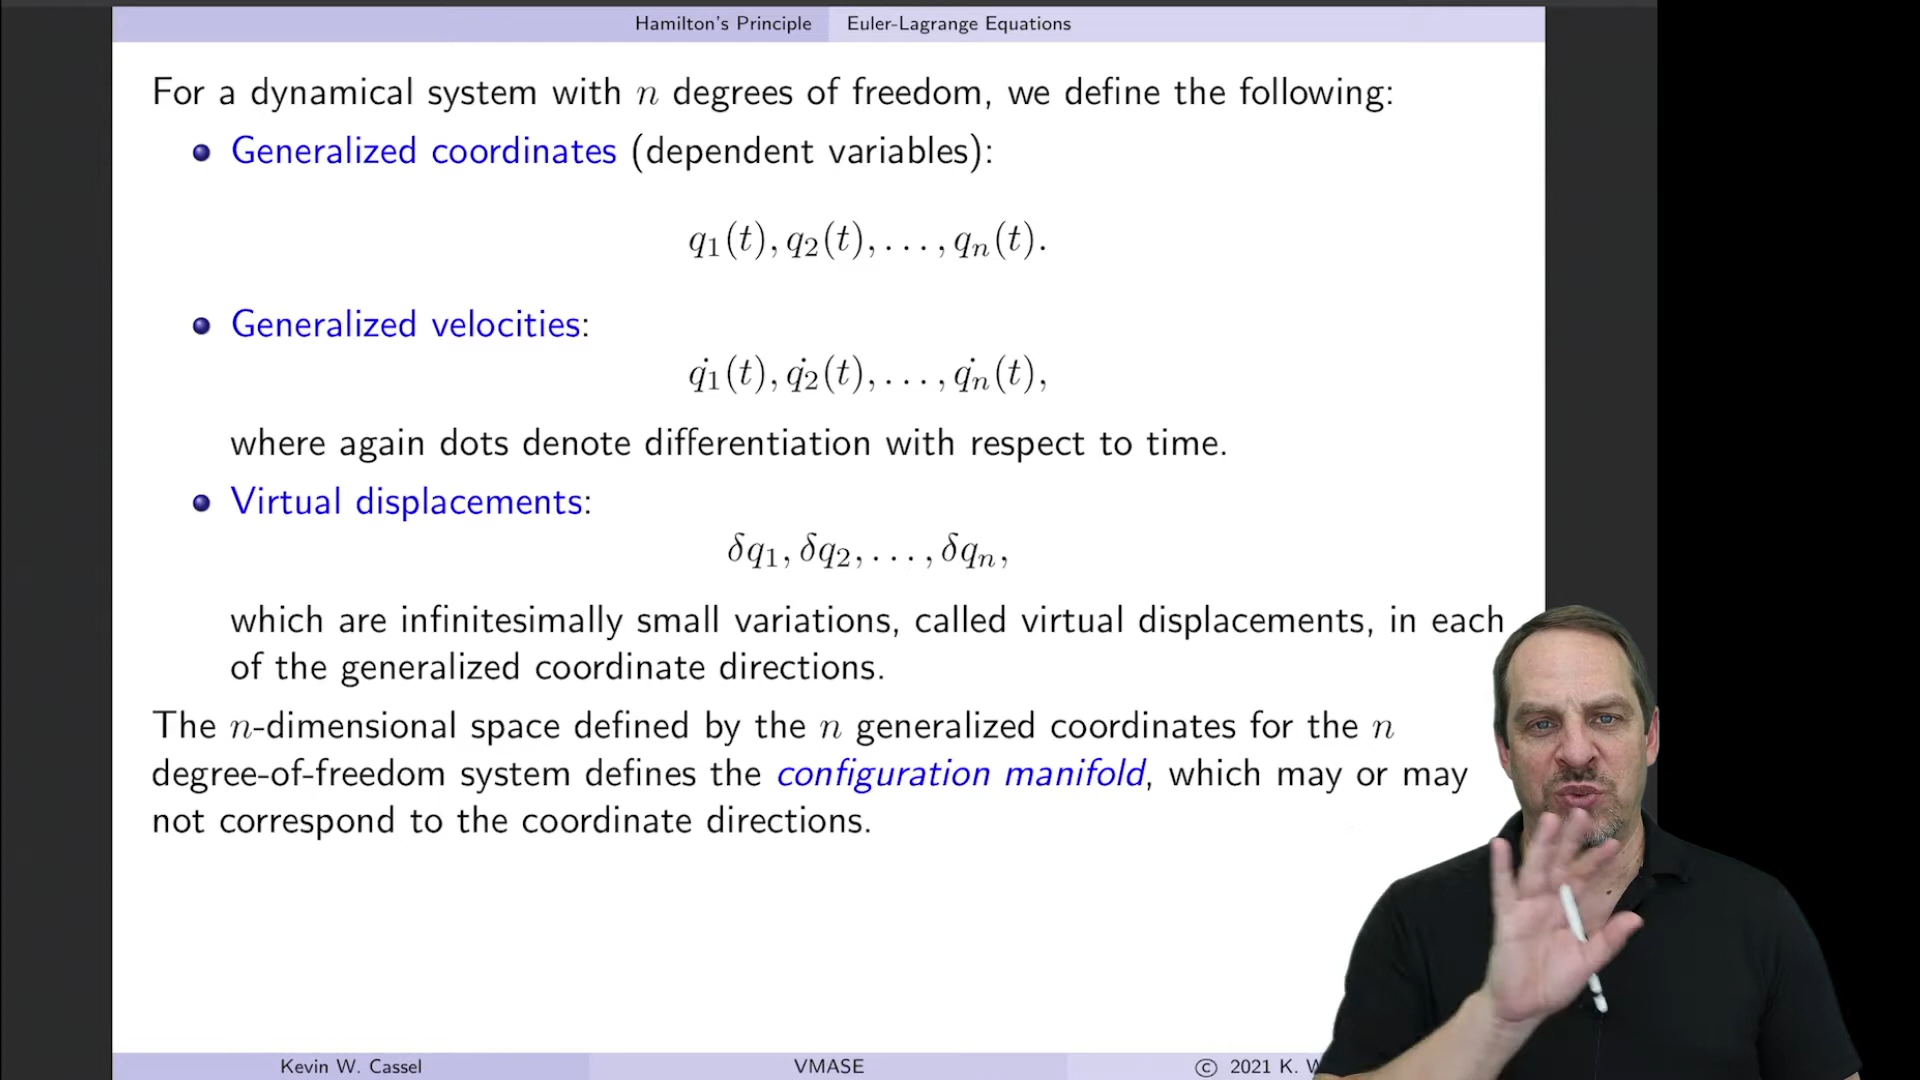 Hamilton's Principle Euler-Lagrange Equations
For a dynamical system with n degrees of freedom, we define the following:
Generalized coordinates (dependent variables):
q₁(t), q₂(t), . . . , qₙ(t).
Generalized velocities:
q̇₁(t), q̇₂(t), . . . , q̇ₙ(t),
where again dots denote differentiation with respect to time.
Virtual displacements:
δq₁, δq₂, . . . , δqₙ,
which are infinitesimally small variations, called virtual displacements, in each
of the generalized coordinate directions.
The n-dimensional space defined by the n generalized coordinates for the n
degree-of-freedom system defines the configuration manifold, which may or may
not correspond to the coordinate directions.
Kevin W. Cassel VMASE © 2021 K.